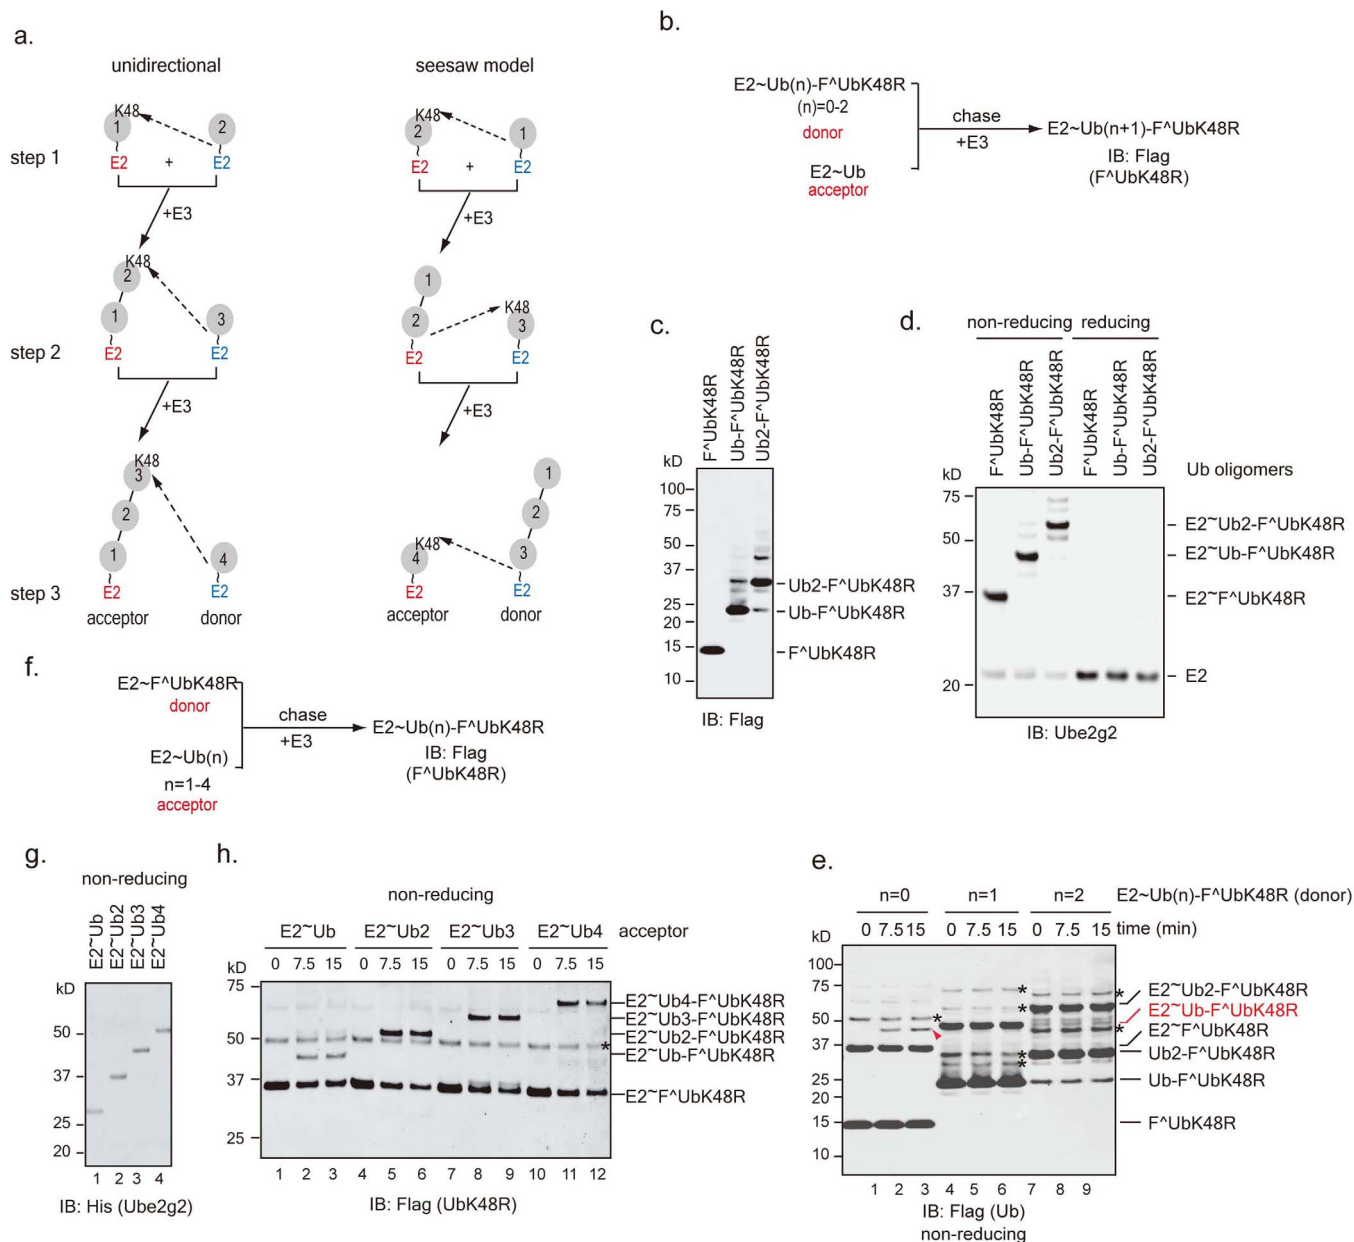 a.
unidirectional
seesaw model
step 1
K48
1
2
E2
+
E2
K48
2
1
E2
+
E2
+E3
+E3
step 2
K48
2
1
3
E2
E2
1
K48
2
3
E2
E2
+E3
+E3
step 3
K48
3
2
1
4
E2
E2
acceptor
donor
1
2
K48
4
3
E2
E2
acceptor
donor
b.
E2~Ub(n)-F^UbK48R
(n)=0-2
donor
E2~Ub
acceptor
chase
+E3
E2~Ub(n+1)-F^UbK48R
IB: Flag
(F^UbK48R)
c.
F^UbK48R
Ub-F^UbK48R
Ub2-F^UbK48R
kD
100
75
50
37
25
20
15
10
Ub2-F^UbK48R
Ub-F^UbK48R
F^UbK48R
IB: Flag
d.
non-reducing
reducing
F^UbK48R
Ub-F^UbK48R
Ub2-F^UbK48R
F^UbK48R
Ub-F^UbK48R
Ub2-F^UbK48R
Ub oligomers
kD
75
50
37
20
E2~Ub2-F^UbK48R
E2~Ub-F^UbK48R
E2~F^UbK48R
E2
IB: Ube2g2
f.
E2~F^UbK48R
donor
E2~Ub(n)
n=1-4
acceptor
chase
+E3
E2~Ub(n)-F^UbK48R
IB: Flag
(F^UbK48R)
g.
non-reducing
E2~Ub
E2~Ub2
E2~Ub3
E2~Ub4
kD
50
37
25
20
1 2 3 4
IB: His (Ube2g2)
h.
non-reducing
E2~Ub E2~Ub2 E2~Ub3 E2~Ub4 acceptor
0 7.5 15 0 7.5 15 0 7.5 15 0 7.5 15
kD
75
50
37
25
E2~Ub4-F^UbK48R
E2~Ub3-F^UbK48R
E2~Ub2-F^UbK48R
*
E2~Ub-F^UbK48R
E2~F^UbK48R
1 2 3 4 5 6 7 8 9 10 11 12
IB: Flag (UbK48R)
e.
n=0 n=1 n=2 E2~Ub(n)-F^UbK48R (donor)
0 7.5 15 0 7.5 15 0 7.5 15 time (min)
kD
100
75
50
37
25
20
15
10
*
*
*
*
*
*
*
E2~Ub2-F^UbK48R
E2~Ub-F^UbK48R
E2~F^UbK48R
Ub2-F^UbK48R
Ub-F^UbK48R
F^UbK48R
1 2 3 4 5 6 7 8 9
IB: Flag (Ub)
non-reducing